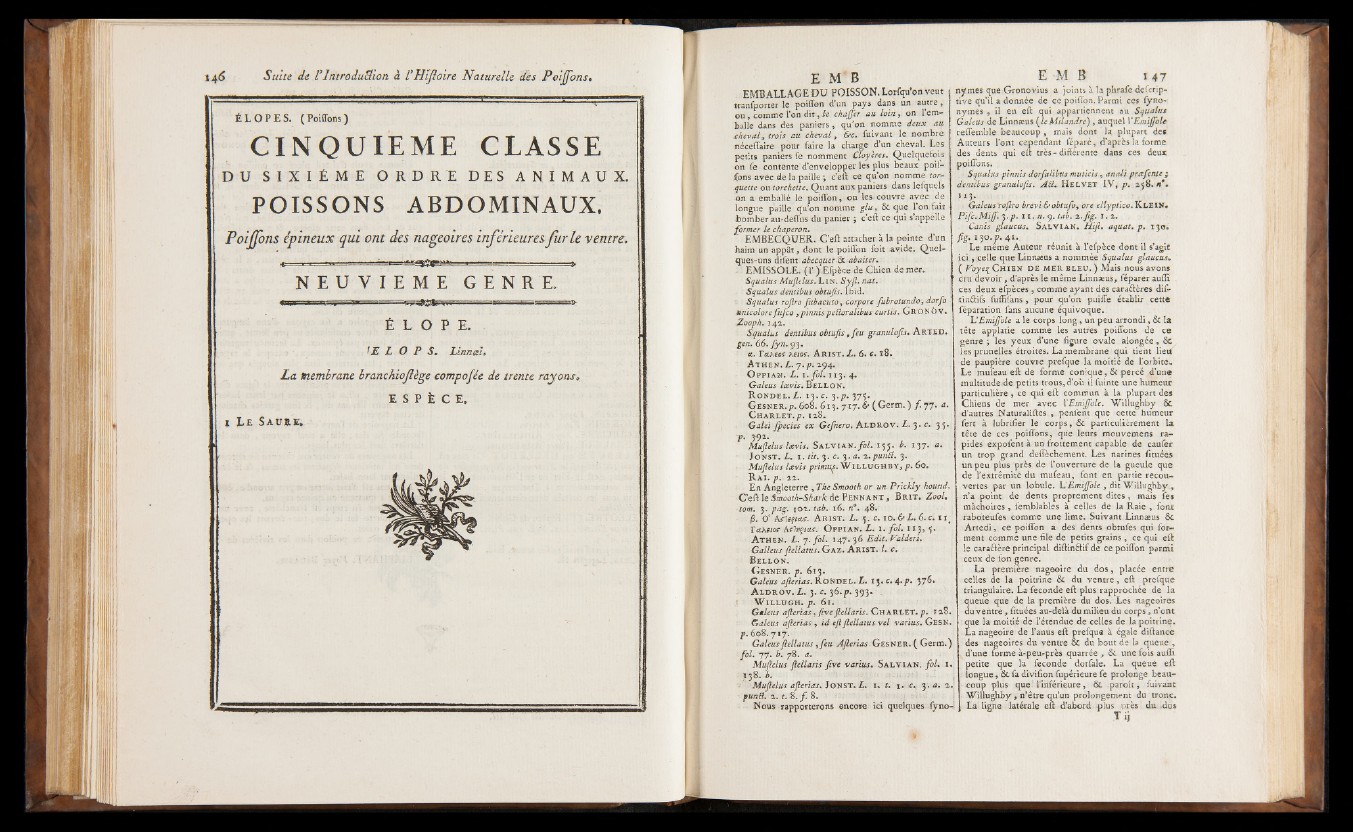 146 Suite de l'Introduction à l'Histoire Naturelle des Poissons.
ÉLOPES. (Poissons)
CINQUIEME CLASSE
DU SIXIÉME ORDRE DES ANIMAUX.
POISSONS ABDOMINAUX,
Poissons épineux qui ont des nageoires inférieures sur le ventre.
NEUVIEME GENRE.
ÉLOPE.
ELOPS. Linnæi.
La membrane branchiostège composée de trente rayons.
ESPÈCE.
1 LE SAURE.
EMB
EMBALLAGE DU POISSON. Lorsqu'on veut
transporter le poisson d'un pays dans un autre,
ou, comme l'on dit, le chasser au loin, on l'em-
balle dans des paniers, qu'on nomme deux au
cheval, trois au cheval, &c. suivant le nombre
nécessaire pour faire la charge d'un cheval. Les
petits paniers se nomment Cloyères. Quelquefois
on se contente d'envelopper les plus beaux pois-
sons avec de la paille; c'est ce qu'on nomme tor-
quette ou torchette. Quant aux paniers dans lesquels
on a emballé le poisson, on les couvre avec de
longue paille qu'on nomme glu, & que l'on fait
bomber au-dessus du panier; c'est ce qui s'appelle
former le chaperon.
EMBECQUER. C'est attacher à la pointe d'un
haim un appât, dont le poisson soit avide. Quel-
ques-uns disent abecquer & abaiter.
EMISSOLE. (l') Espèce de Chien de mer.
Squalus Mustelus. LIN. Syst. nat.
Squalus dentibus obtusis. Ibid.
Squalus rostro subacuto, corpore subrotundo, dorso
unicolore fusco, pinnis pectoralibus curtis. GRONOV.
Zooph. 142.
Squalus dentibus obtusis, seu granulosis. ARTED.
gen. 66. syn. 93.
α. Γαλεος λειος. ARIST. L. 6. c. 18.
ATHEN. L. 7. p. 294.
OPPIAN. L. 1. fol. 113. 4.
Galeus lævis. BELLON.
RONDEL. L. 13. c. 3. p. 375.
GESNER. p. 608. 613. 717. & (Germ.) f. 77. a.
CHARLET. p. 128.
Galei species ex Gesnero. ALDROV. L. 3. c. 35.
p. 392.
Mustelus lævis. SALVIAN. fol. 155. b. 137. a.
JONST. L. 1. tit. 3. c. 3. a. 2. punct. 3.
Mustelus lævis primus. WILLUGHBY, p. 60.
RAI. p. 22.
En Angleterre, The Smooth or un Prickly hound.
C'est le Smooth-Shark de PENNANT, BRIT. Zool.
tom. 3. pag. 102. tab. 16. n°. 48.
β. ARIST. L. 5. c. 10. & L. 6. c. 11.
OPPIAN. L. 1. fol. 113. 5.
ATHEN. L. 7. fol. 147. 36 Edit. Valderi.
Galleus stellatus. GAZ. ARIST. l. c.
BELLON.
GESNER. p. 613.
Galeus asterias. RONDEL. L. 13. c. 4. p. 376.
ALDROV. L. 3. c. 36. p. 393.
WILLUGH. p. 61.
Galeus asterias, sive stellaris. CHARLET. p. 128.
Galeus asterias, id est stellatus vel varius. GESN.
p. 608. 717.
Galeus stellatus, seu Asterias GESNER. (Germ.)
fol. 77. b. 78. a.
Mustelus stellaris sive varius. SALVIAN. fol. 1.
138. b.
Mustelus asterias. JONST. L. 1. t. 1. c. 3. a. 2.
punct. 2. t. 8. f. 8.
Nous rapporterons encore ici quelques syno-
EMB 147
nymes que Gronovius a joints à la phrase descrip-
tive qu'il a donnée de ce poisson. Parmi ces syno-
nymes, il en est qui appartiennent au Squalus
Galeus de Linnæus (le Milandre), auquel l'Emissole
ressemble beaucoup, mais dont la plupart des
Auteurs l'ont cependant séparé, d'après la forme
des dents qui est très-différente dans ces deux
poissons.
Squalus pinnis dorsalibus muticis, anali præsente;
dentibus granulosis. Act. HELVET IV, p. 258. n°.
113.
Galeus rostro brevi & obtuso, ore elliptico. KLEIN.
Pisc. Miss. 3. p. 11. n. 9. tab. 2. fig. 1. 2.
Canis glaucus. SALVIAN. Hist. aquat. p. 130.
fig. 130. p. 41.
Le même Auteur réunit à l'espèce dont il s'agit
ici, celle que Linnæus a nommée Squalus glaucus.
(Voyez CHIEN DE MER BLEU.) Mais nous avons
cru devoir, d'après le même Linnæus, séparer aussi
ces deux espèces, comme ayant des caractères dis-
tinctifs suffisans, pour qu'on puisse établir cette
séparation sans aucune équivoque.
L'Emissole a le corps long, un peu arrondi, & la
tête applatie comme les autres poissons de ce
genre; les yeux d'une figure ovale alongée, &
les prunelles étroites. La membrane qui tient lieu
de paupière couvre presque la moitié de l'orbite.
Le museau est de forme conique, & percé d'une
multitude de petits trous, d'où il suinte une humeur
particulière, ce qui est commun à la plupart des
Chiens de mer avec l'Emissole. Willughby &
d'autres Naturalistes, pensent que cette humeur
sert à lubrifier le corps, & particulièrement la
tête de ces poissons, que leurs mouvemens ra-
pides exposent à un frottement capable de causer
un trop grand dessèchement. Les narines situées
un peu plus près de l'ouverture de la gueule que
de l'extrémité du museau, sont en partie recou-
vertes par un lobule. L'Emissole, dit Willughby,
n'a point de dents proprement dites, mais ses
mâchoires, semblables à celles de la Raie, sont
raboteuses comme une lime. Suivant Linnæus &
Artedi, ce poisson a des dents obtuses qui for-
ment comme une file de petits grains, ce qui est
le caractère principal distinctif de ce poisson parmi
ceux de son genre.
La première nageoire du dos, placée entre
celles de la poitrine & du ventre, est presque
triangulaire. La seconde est plus rapprochée de la
queue que de la première du dos. Les nageoires
du ventre, situées au-delà du milieu du corps, n'ont
que la moitié de l'étendue de celles de la poitrine.
La nageoire de l'anus est presque à égale distance
des nageoires du ventre & du bout de la queue,
d'une forme à-peu-près quarrée, & une fois aussi
petite que la seconde dorsale. La queue est
longue, & sa division supérieure se prolonge beau-
coup plus que l'inférieure, & paroît, suivant
Willughby, n'être qu'un prolongement du tronc.
La ligne latérale est d'abord plus près du dos
T ij